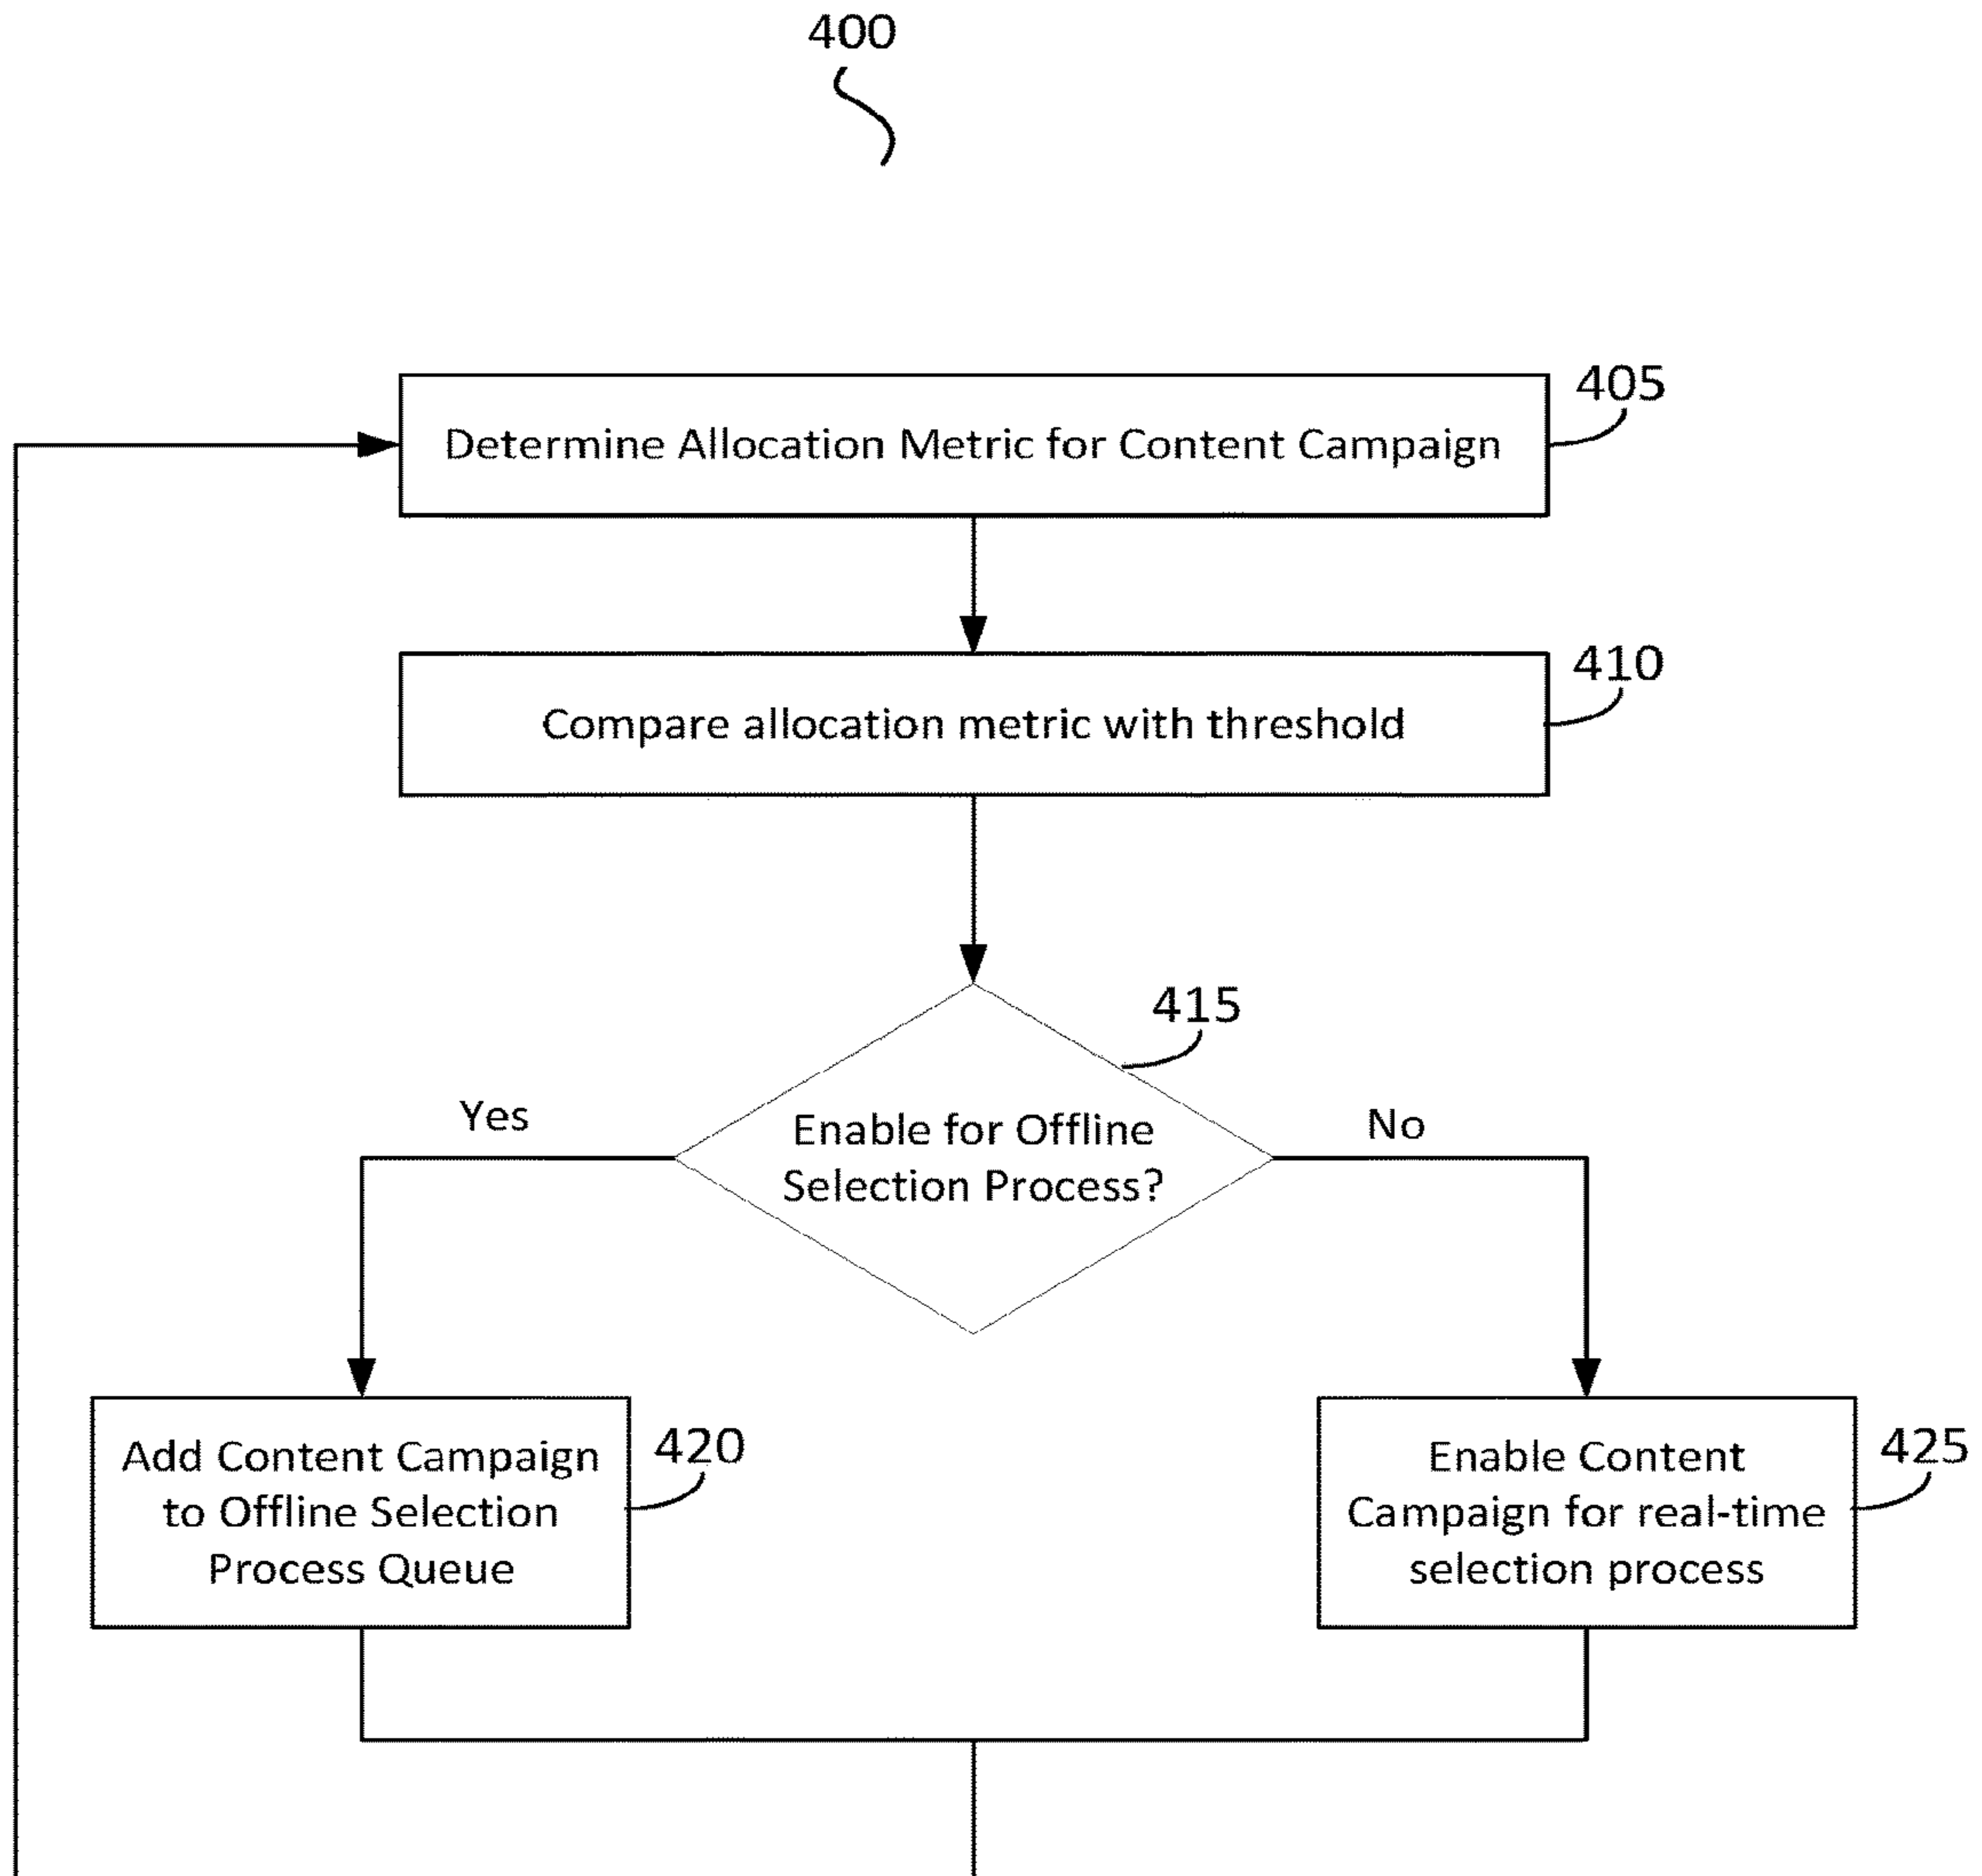 400
Determine Allocation Metric for Content Campaign
405
Compare allocation metric with threshold
410
415
Yes
Enable for Offline
Selection Process?
No
Add Content Campaign
to Offline Selection
Process Queue
420
Enable Content
Campaign for real-time
selection process
425